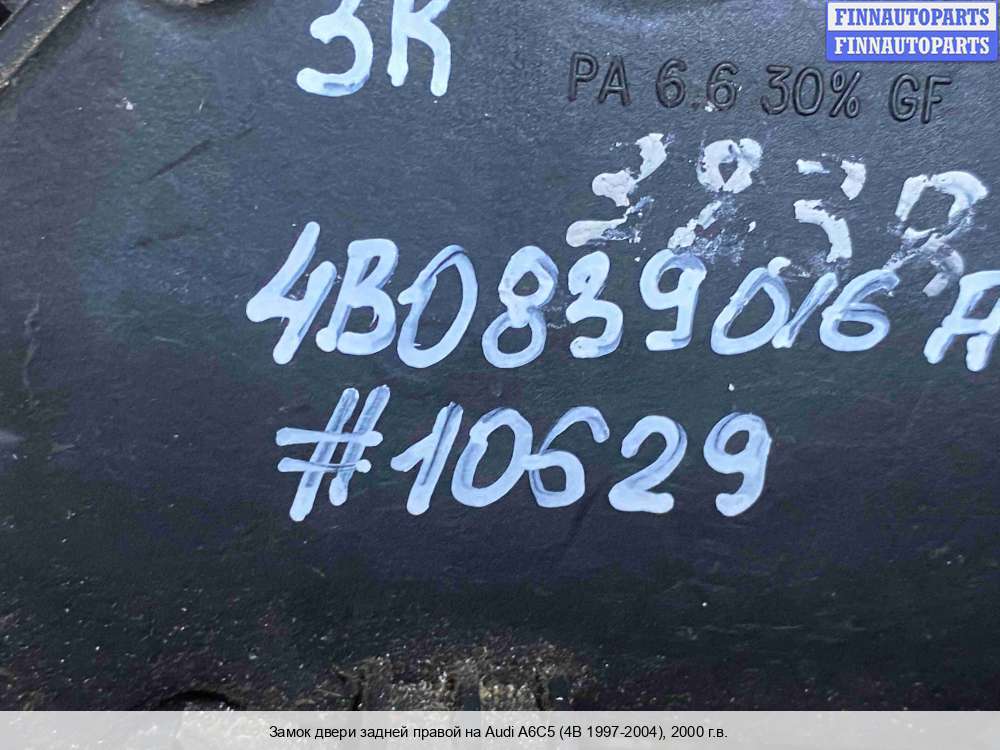 FINNAUTOPARTS
FINNAUTOPARTS
3K
PA 6.6 30% GF
4B0839016A
#10629
Замок двери задней правой на Audi A6C5 (4B 1997-2004), 2000 г.в.